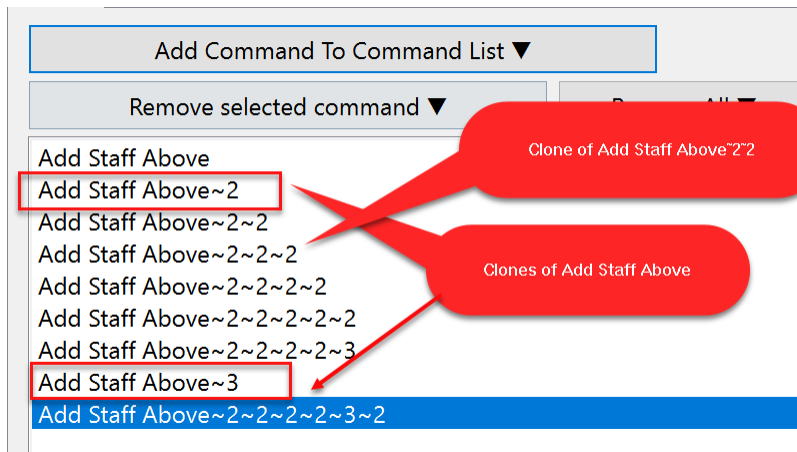 Add Command To Command List ▼
Remove selected command ▼
Clone of Add Staff Above~2~2
Add Staff Above
Add Staff Above~2
Add Staff Above~2~2
Add Staff Above~2~2~2
Clones of Add Staff Above
Add Staff Above~2~2~2~2
Add Staff Above~2~2~2~2~2
Add Staff Above~2~2~2~2~3
Add Staff Above~3
Add Staff Above~2~2~2~2~3~2